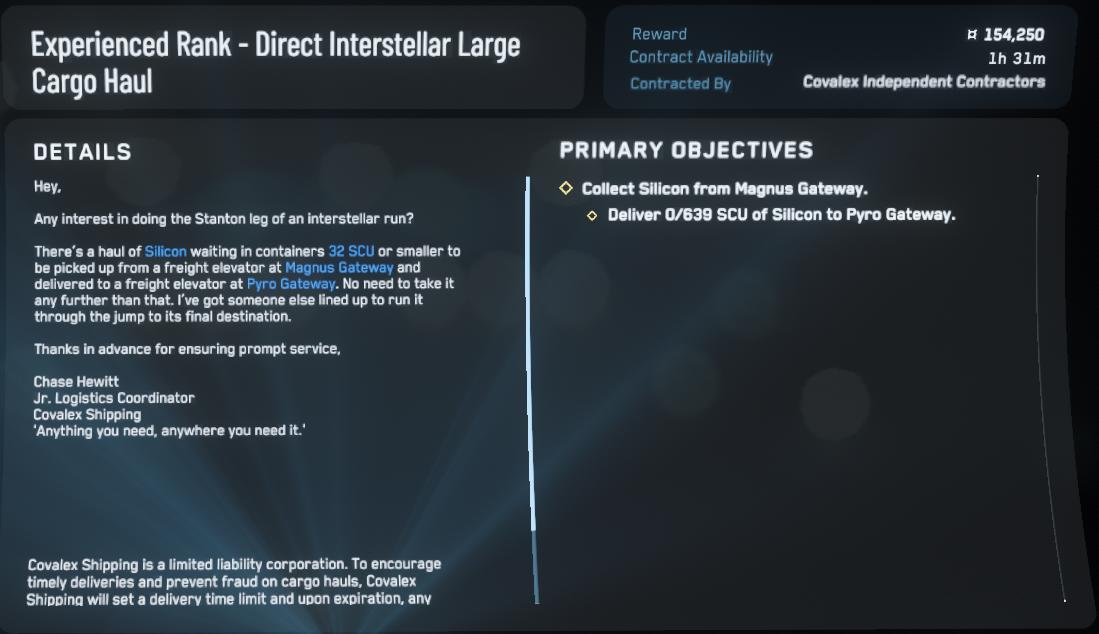 Experienced Rank - Direct Interstellar Large
Cargo Haul
Reward ¤ 154,250
Contract Availability 1h 31m
Contracted By Covalex Independent Contractors
DETAILS
Hey,
Any interest in doing the Stanton leg of an interstellar run?
There's a haul of Silicon waiting in containers 32 SCU or smaller to
be picked up from a freight elevator at Magnus Gateway and
delivered to a freight elevator at Pyro Gateway. No need to take it
any further than that. I've got someone else lined up to run it
through the jump to its final destination.
Thanks in advance for ensuring prompt service,
Chase Hewitt
Jr. Logistics Coordinator
Covalex Shipping
'Anything you need, anywhere you need it.'
Covalex Shipping is a limited liability corporation. To encourage
timely deliveries and prevent fraud on cargo hauls, Covalex
Shipping will set a delivery time limit and upon expiration, any
PRIMARY OBJECTIVES
Collect Silicon from Magnus Gateway.
Deliver 0/639 SCU of Silicon to Pyro Gateway.